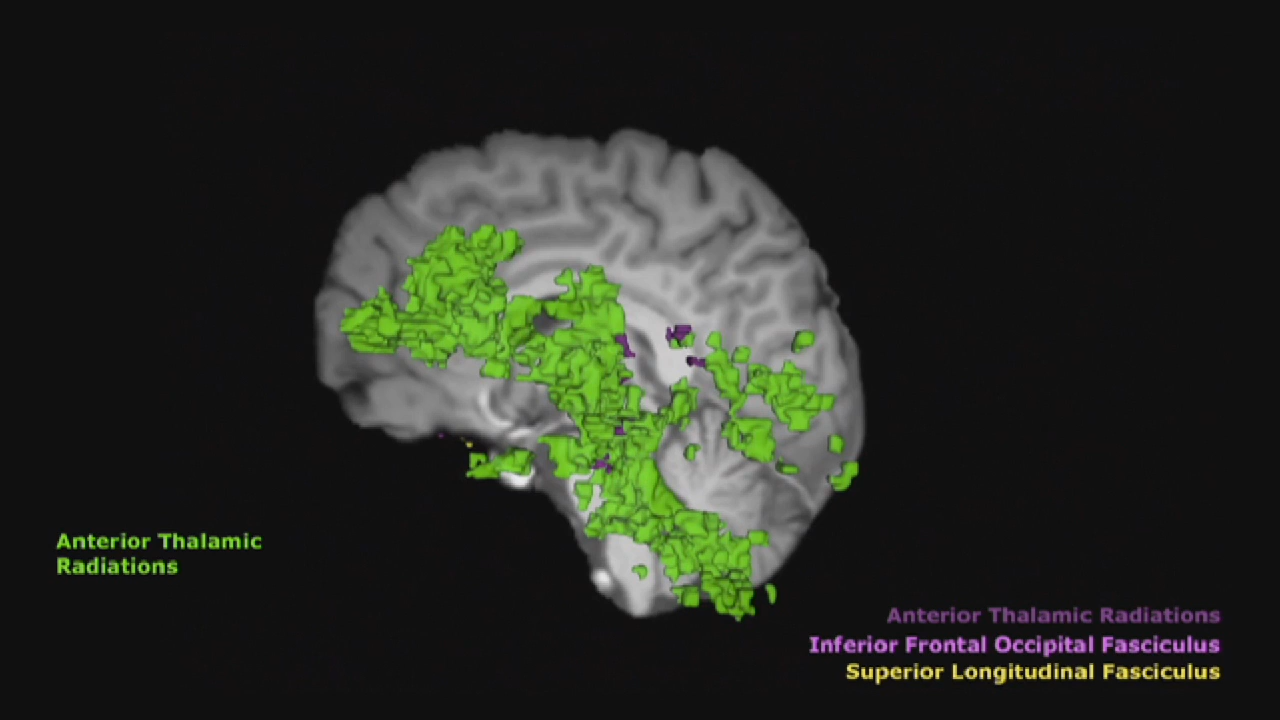 Anterior Thalamic
Radiations
Anterior Thalamic Radiations
Inferior Frontal Occipital Fasciculus
Superior Longitudinal Fasciculus